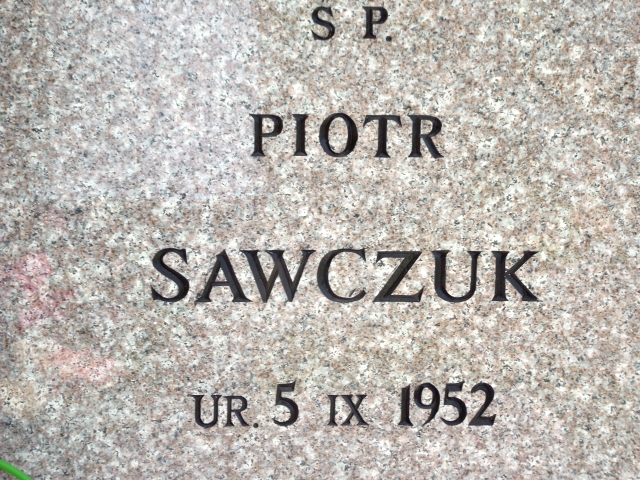 S P.
PIOTR
SAWCZUK
UR. 5 IX 1952